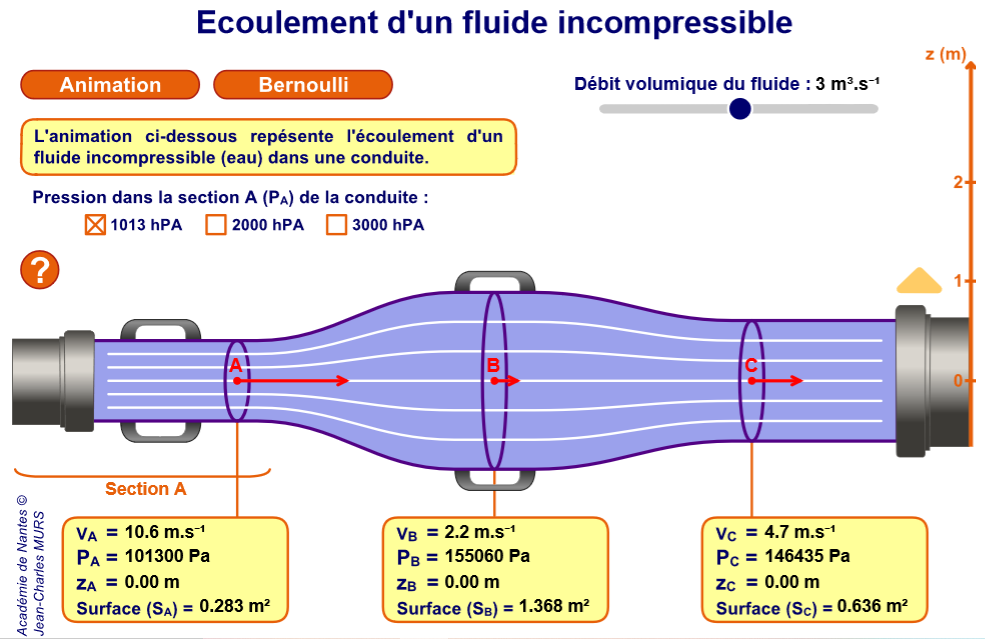 Ecoulement d'un fluide incompressible
z (m)
Animation
Bernoulli
Débit volumique du fluide : 3 m³.s⁻¹
L'animation ci-dessous repésente l'écoulement d'un
fluide incompressible (eau) dans une conduite.
Pression dans la section A (PA) de la conduite :
1013 hPA
2000 hPA
3000 hPA
2
?
1
A
B
C
0
Section A
Académie de Nantes ©
Jean-Charles MURS
VA = 10.6 m.s⁻¹
PA = 101300 Pa
zA = 0.00 m
Surface (SA) = 0.283 m²
VB = 2.2 m.s⁻¹
PB = 155060 Pa
zB = 0.00 m
Surface (SB) = 1.368 m²
VC = 4.7 m.s⁻¹
PC = 146435 Pa
zC = 0.00 m
Surface (SC) = 0.636 m²